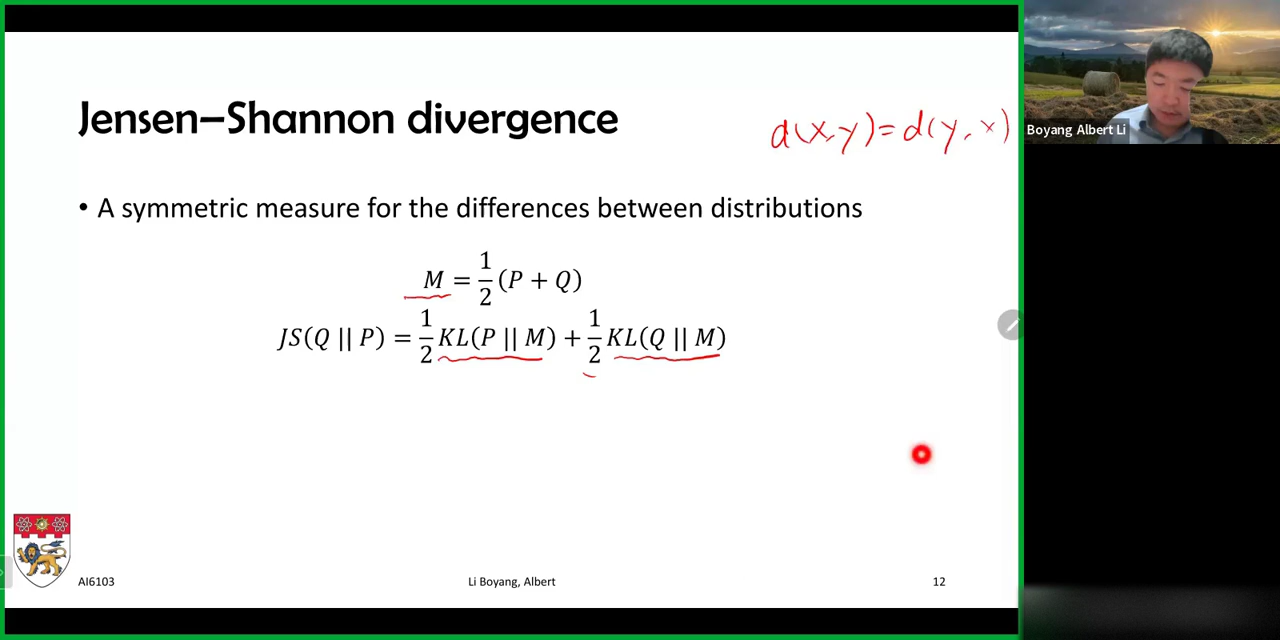 Jensen–Shannon divergence
d(x,y)=d(y,x)
Boyang Albert Li
• A symmetric measure for the differences between distributions
M = 1/2 (P + Q)
JS(Q || P) = 1/2 KL(P || M) + 1/2 KL(Q || M)
AI6103
Li Boyang, Albert
12